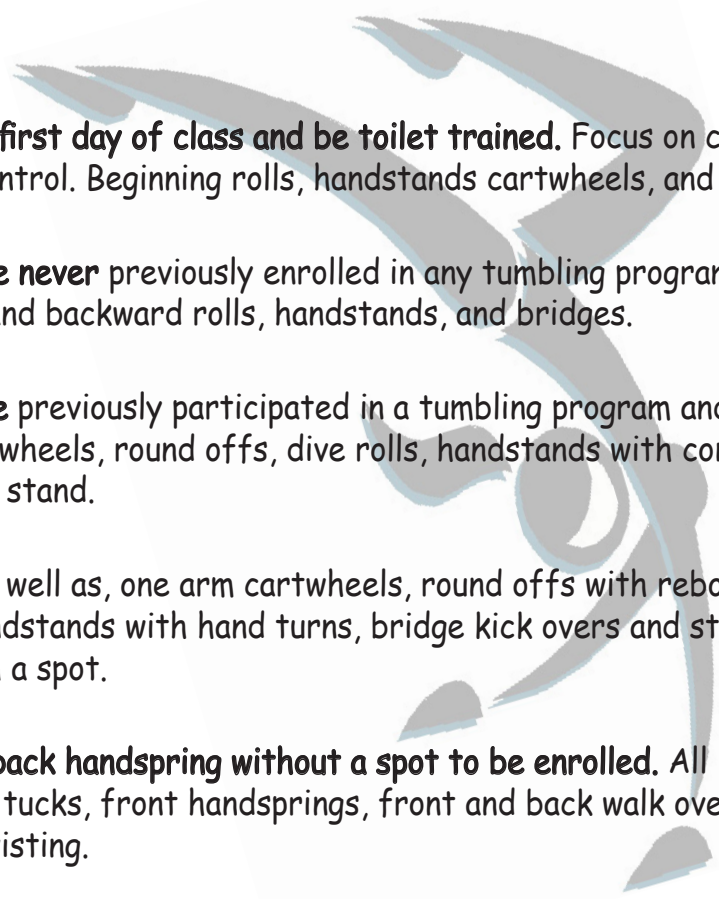 first day of class and be toilet trained. Focus on c
ntrol. Beginning rolls, handstands cartwheels, and
e never previously enrolled in any tumbling program
nd backward rolls, handstands, and bridges.
e previously participated in a tumbling program and
wheels, round offs, dive rolls, handstands with con
stand.
well as, one arm cartwheels, round offs with rebo
ndstands with hand turns, bridge kick overs and st
a spot.
back handspring without a spot to be enrolled. All
tucks, front handsprings, front and back walk ove
isting.